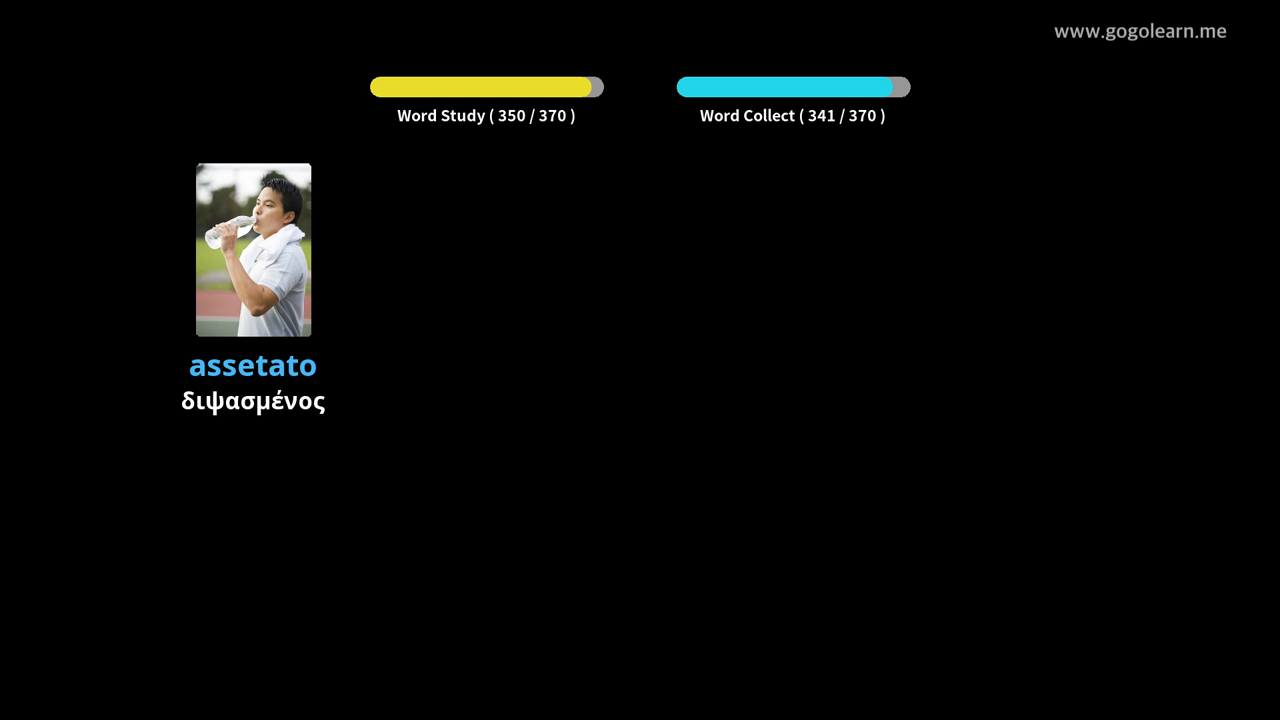 www.gogolearn.me
Word Study ( 350 / 370 )
Word Collect ( 341 / 370 )
assetato
διψασμένος